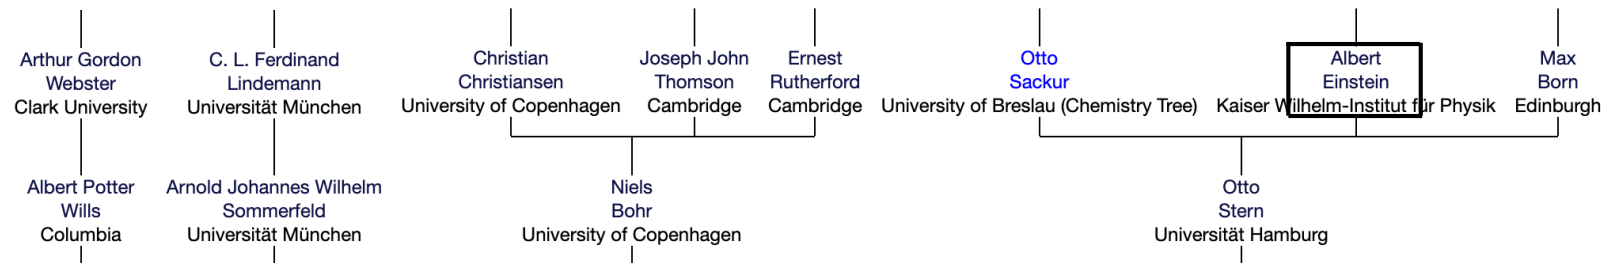 Arthur Gordon
Webster
Clark University
C. L. Ferdinand
Lindemann
Universität München
Christian
Christiansen
University of Copenhagen
Joseph John
Thomson
Cambridge
Ernest
Rutherford
Cambridge
Otto
Sackur
University of Breslau (Chemistry Tree)
Albert
Einstein
Kaiser Wilhelm-Institut für Physik
Max
Born
Edinburgh
Albert Potter
Wills
Columbia
Arnold Johannes Wilhelm
Sommerfeld
Universität München
Niels
Bohr
University of Copenhagen
Otto
Stern
Universität Hamburg